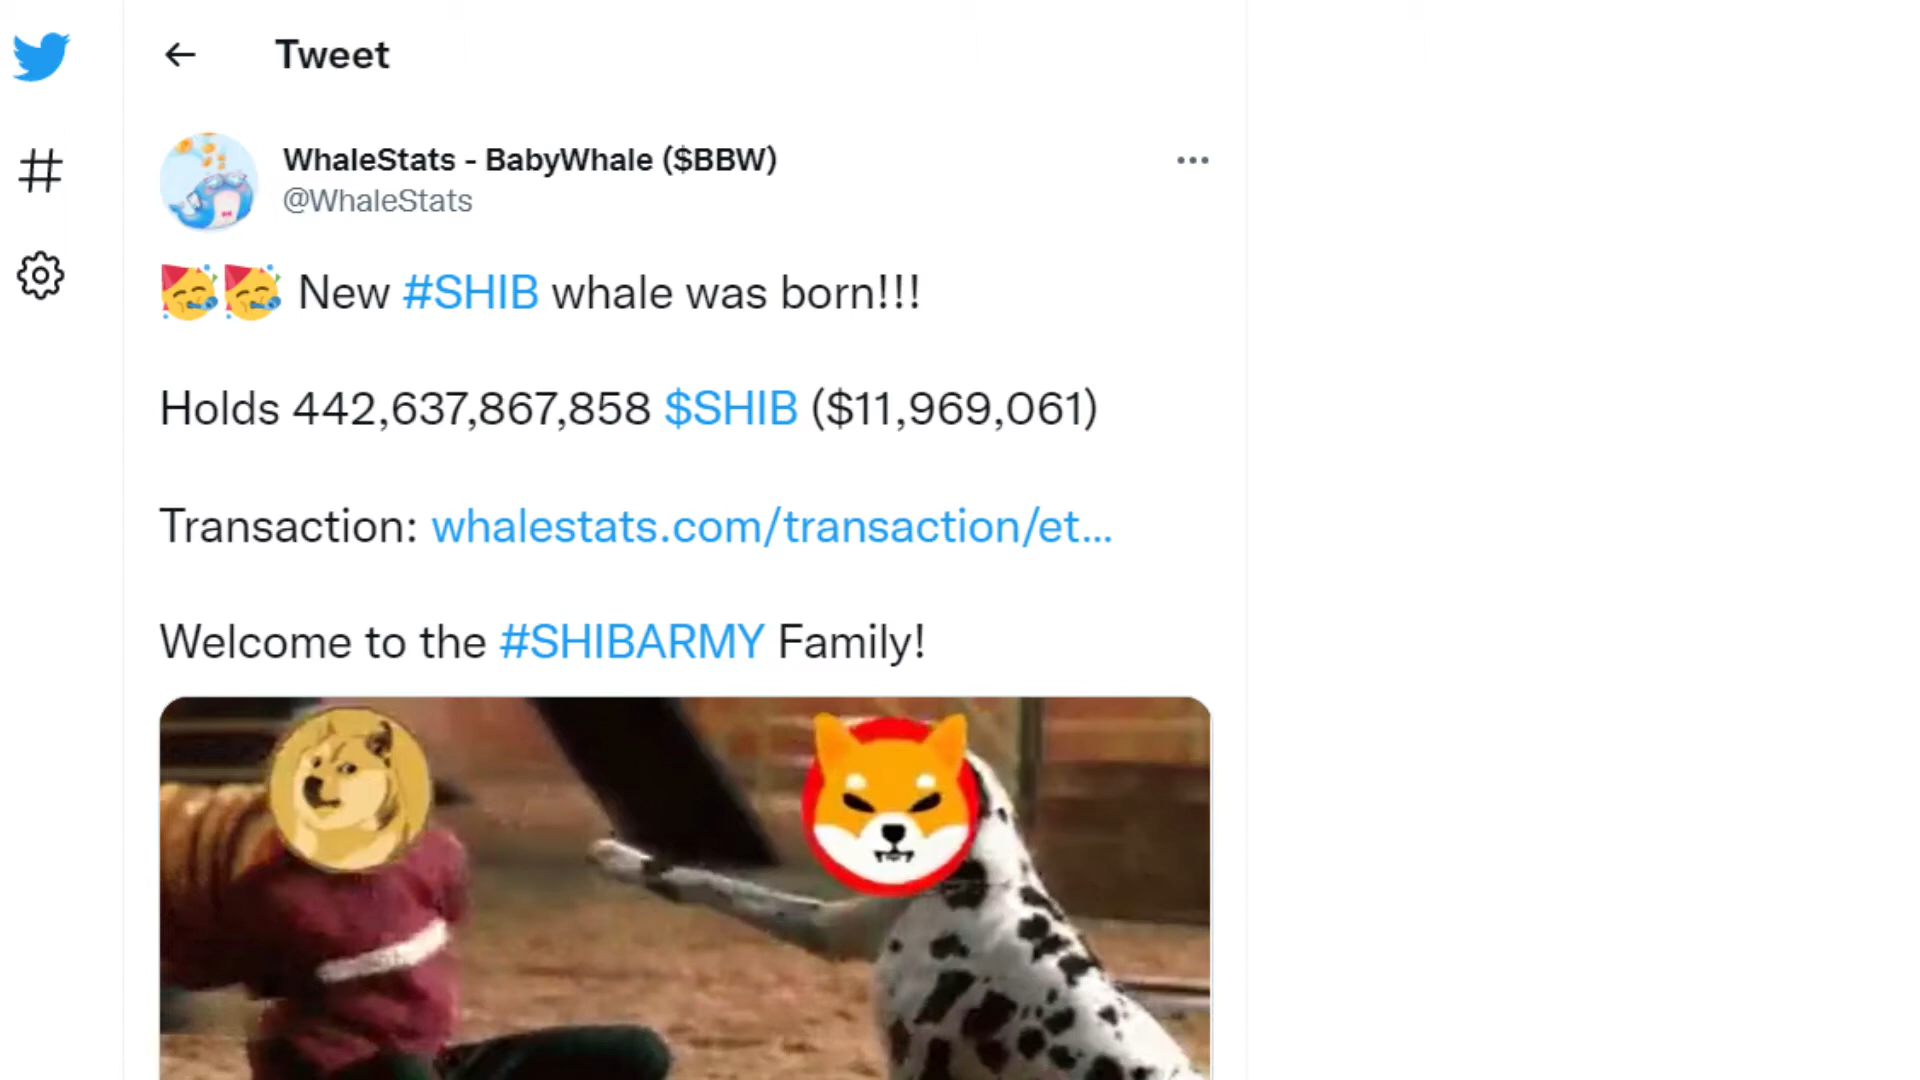 Tweet
WhaleStats - BabyWhale ($BBW)
@WhaleStats
🥳🥳 New #SHIB whale was born!!!
Holds 442,637,867,858 $SHIB ($11,969,061)
Transaction: whalestats.com/transaction/et...
Welcome to the #SHIBARMY Family!